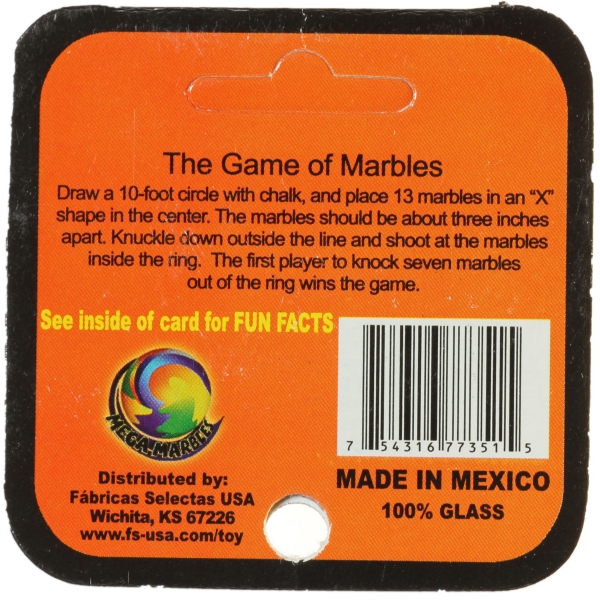 The Game of Marbles
Draw a 10-foot circle with chalk, and place 13 marbles in an “X”
shape in the center. The marbles should be about three inches
apart. Knuckle down outside the line and shoot at the marbles
inside the ring. The first player to knock seven marbles
out of the ring wins the game.
See inside of card for FUN FACTS
MEGA-MARBLES
7 54316 77351 5
Distributed by:
Fábricas Selectas USA
Wichita, KS 67226
www.fs-usa.com/toy
MADE IN MEXICO
100% GLASS